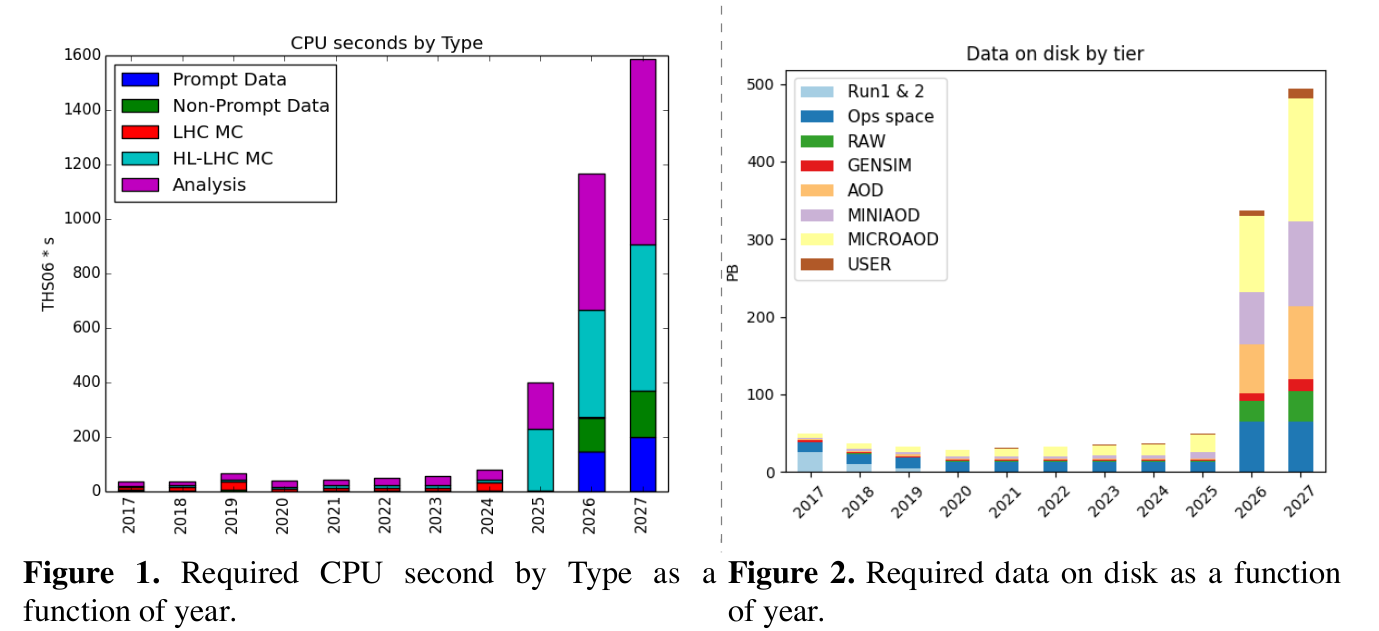 CPU seconds by Type
1600
1400
1200
1000
800
600
400
200
0
THS06 * s
Prompt Data
Non-Prompt Data
LHC MC
HL-LHC MC
Analysis
2017
2018
2019
2020
2021
2022
2023
2024
2025
2026
2027
Figure 1. Required CPU second by Type as a
function of year.
Data on disk by tier
500
400
300
200
100
0
PB
Run1 & 2
Ops space
RAW
GENSIM
AOD
MINIAOD
MICROAOD
USER
2017
2018
2019
2020
2021
2022
2023
2024
2025
2026
2027
Figure 2. Required data on disk as a function
of year.